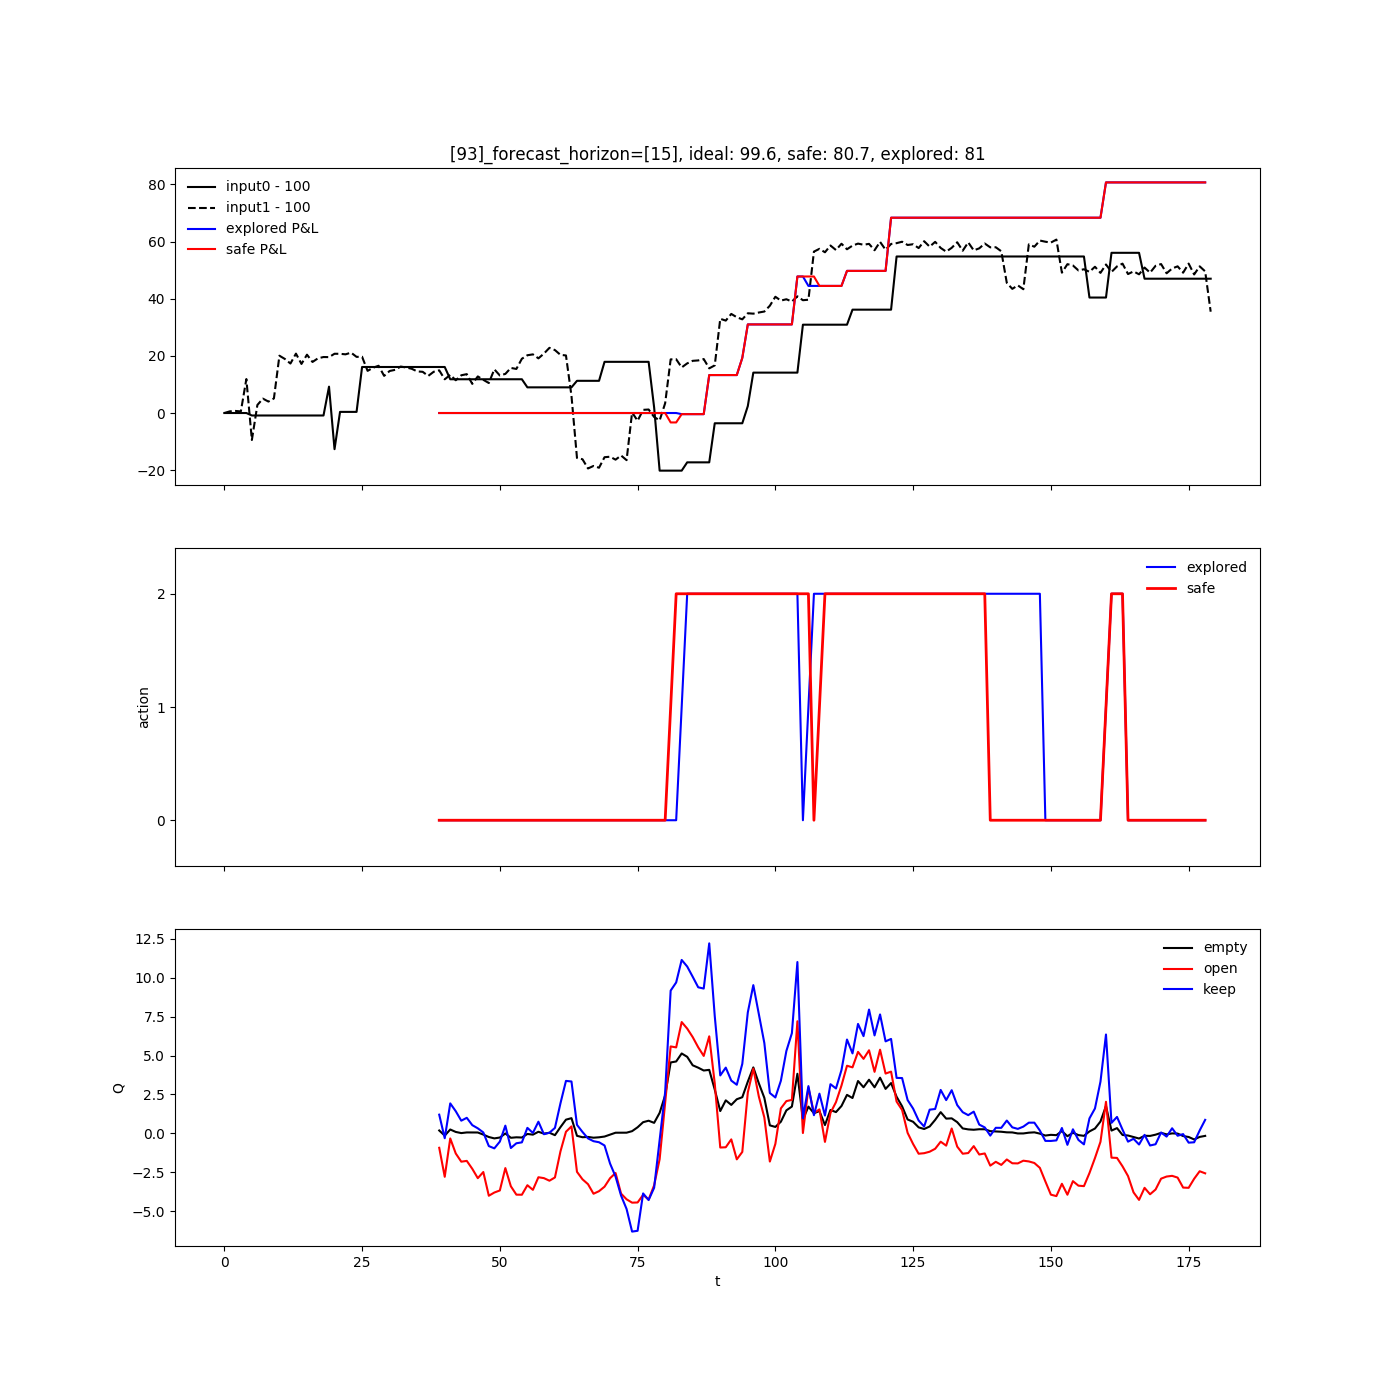 [93]_forecast_horizon=[15], ideal: 99.6, safe: 80.7, explored: 81
input0 - 100
input1 - 100
explored P&L
safe P&L
80
60
40
20
0
−20
explored
safe
action
2
1
0
empty
open
keep
Q
12.5
10.0
7.5
5.0
2.5
0.0
−2.5
−5.0
0 25 50 75 100 125 150 175
t